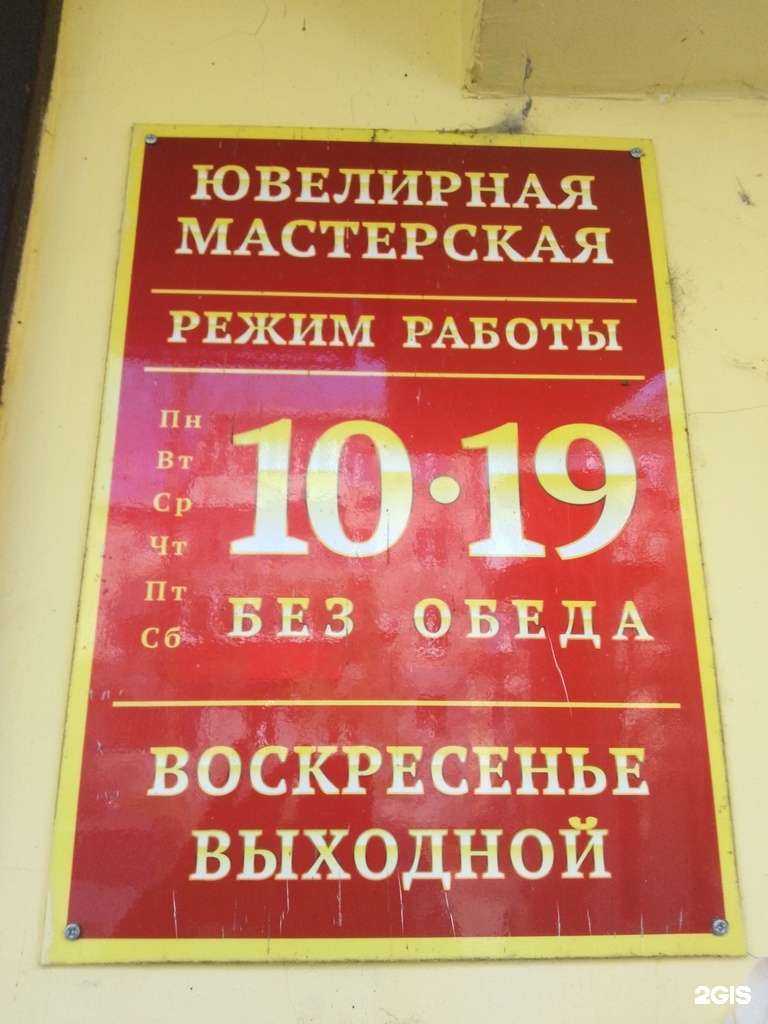 ЮВЕЛИРНАЯ
МАСТЕРСКАЯ
РЕЖИМ РАБОТЫ
Пн
Вт
Ср
Чт
Пт
Сб
10·19
БЕЗ ОБЕДА
ВОСКРЕСЕНЬЕ
ВЫХОДНОЙ
2GIS